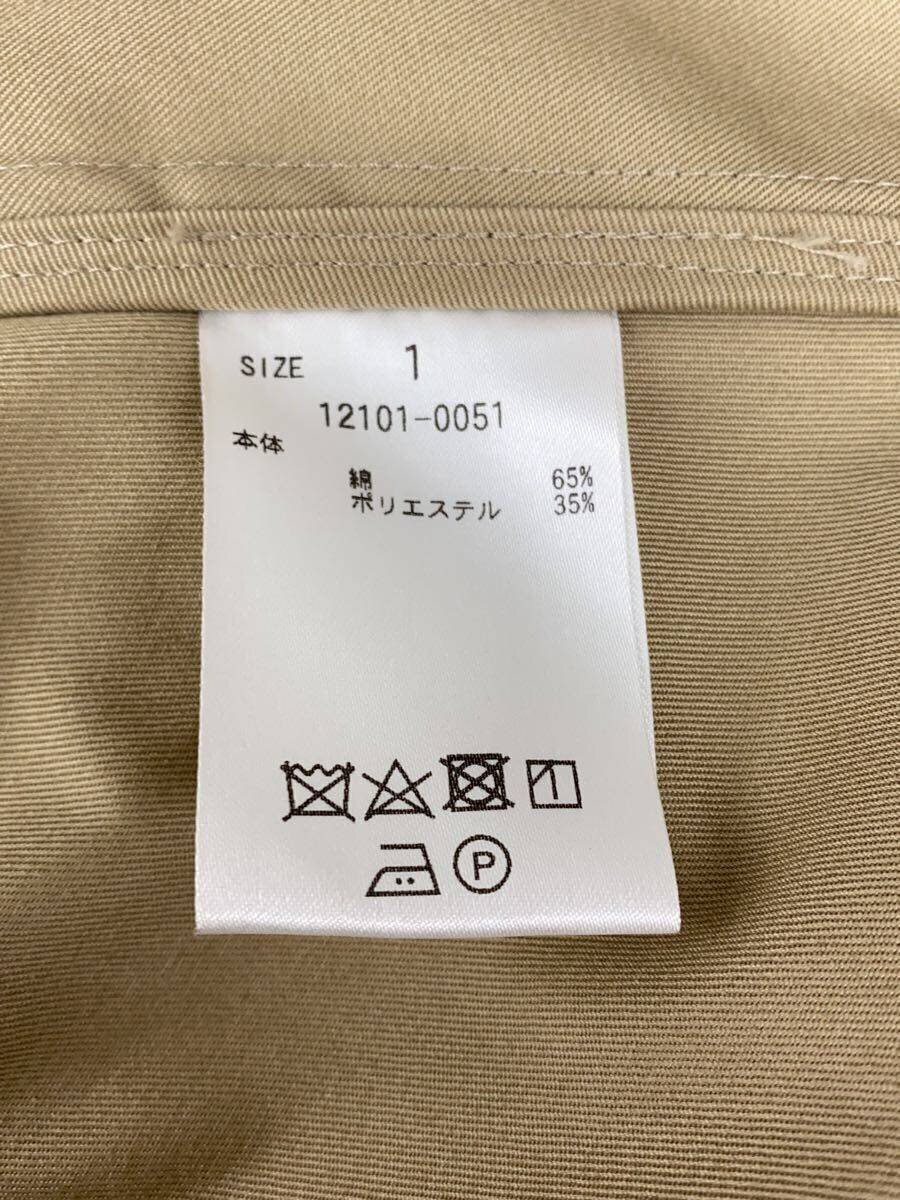 SIZE 1
12101-0051
本体
綿 65%
ポリエステル 35%
P